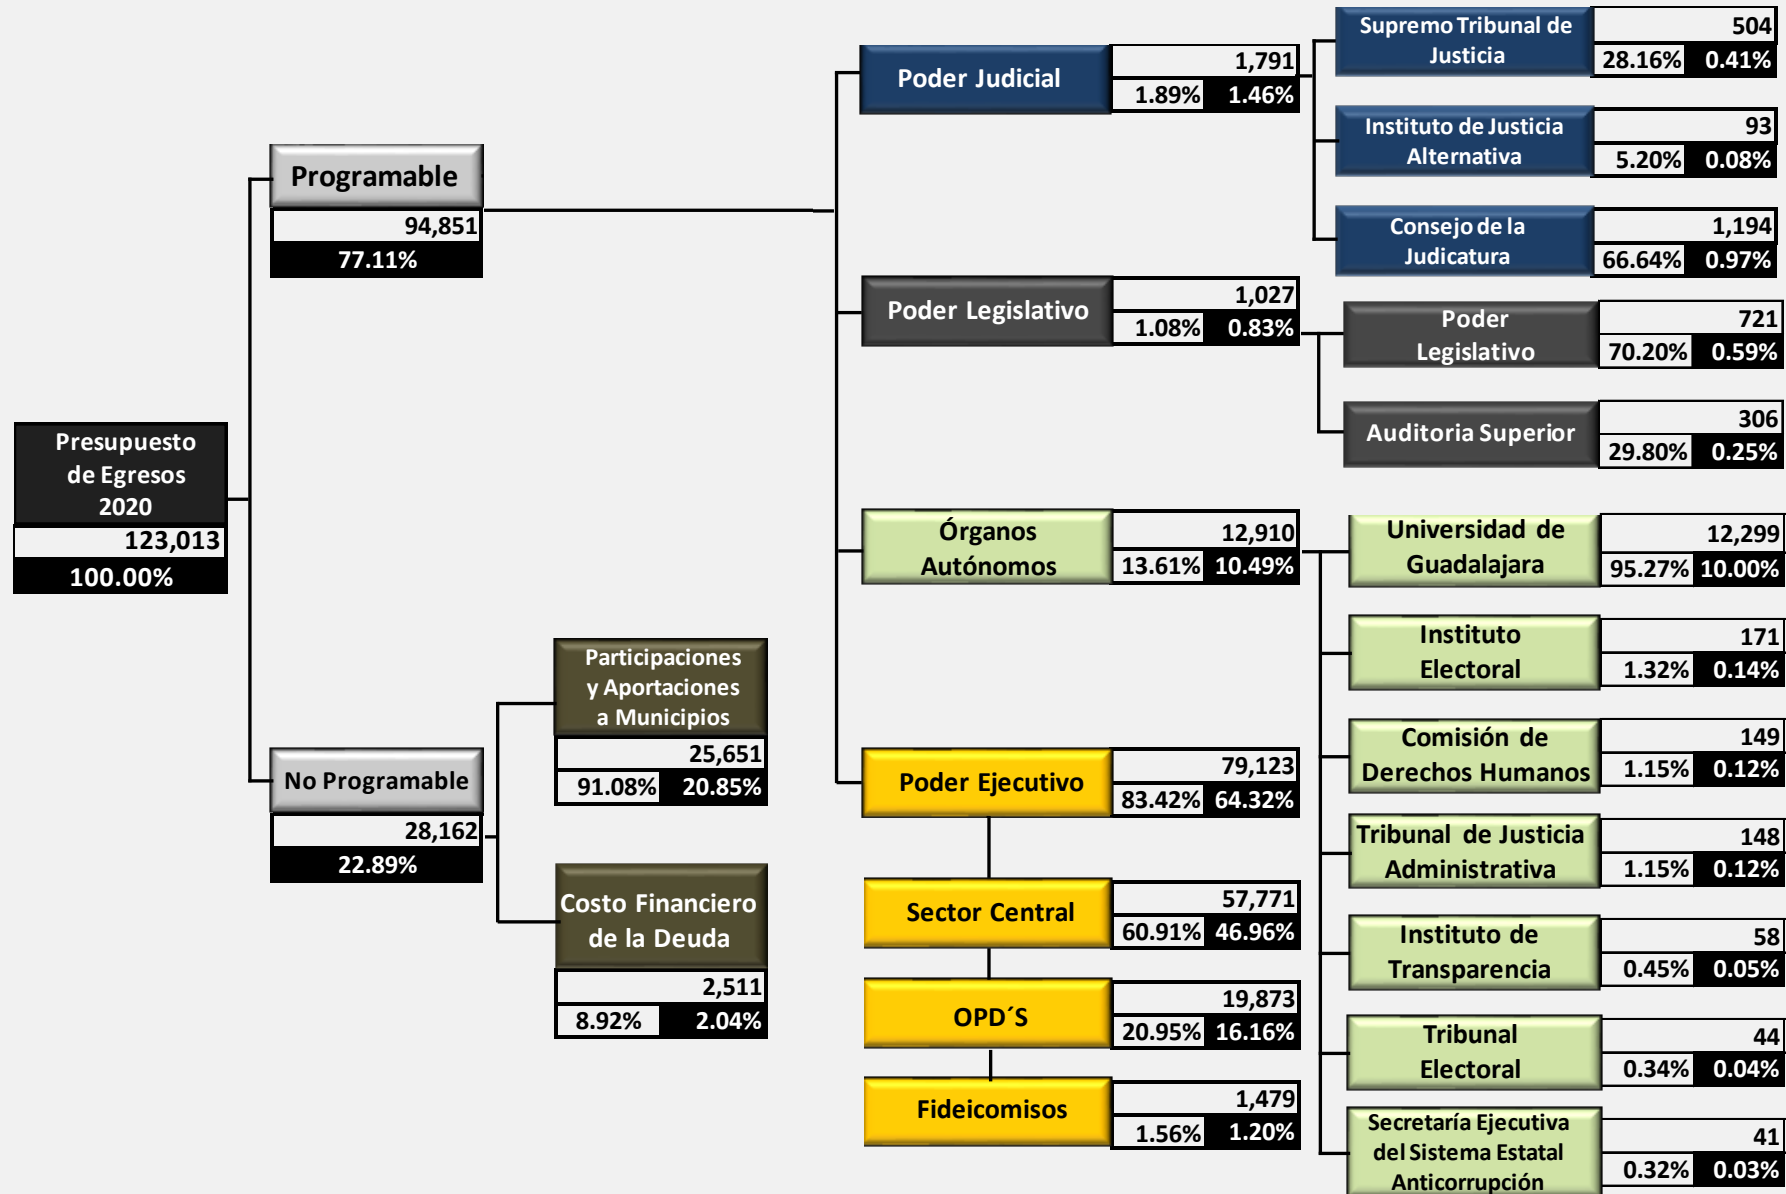 Presupuesto
de Egresos
2020
123,013
100.00%
Programable
94,851
77.11%
No Programable
28,162
22.89%
Participaciones
y Aportaciones
a Municipios
25,651
91.08% 20.85%
Costo Financiero
de la Deuda
2,511
8.92% 2.04%
Poder Judicial
1,791
1.89% 1.46%
Supremo Tribunal de
Justicia
504
28.16% 0.41%
Instituto de Justicia
Alternativa
93
5.20% 0.08%
Consejo de la
Judicatura
1,194
66.64% 0.97%
Poder Legislativo
1,027
1.08% 0.83%
Poder
Legislativo
721
70.20% 0.59%
Auditoria Superior
306
29.80% 0.25%
Órganos
Autónomos
12,910
13.61% 10.49%
Universidad de
Guadalajara
12,299
95.27% 10.00%
Instituto
Electoral
171
1.32% 0.14%
Comisión de
Derechos Humanos
149
1.15% 0.12%
Tribunal de Justicia
Administrativa
148
1.15% 0.12%
Instituto de
Transparencia
58
0.45% 0.05%
Tribunal
Electoral
44
0.34% 0.04%
Secretaría Ejecutiva
del Sistema Estatal
Anticorrupción
41
0.32% 0.03%
Poder Ejecutivo
79,123
83.42% 64.32%
Sector Central
57,771
60.91% 46.96%
OPD´S
19,873
20.95% 16.16%
Fideicomisos
1,479
1.56% 1.20%